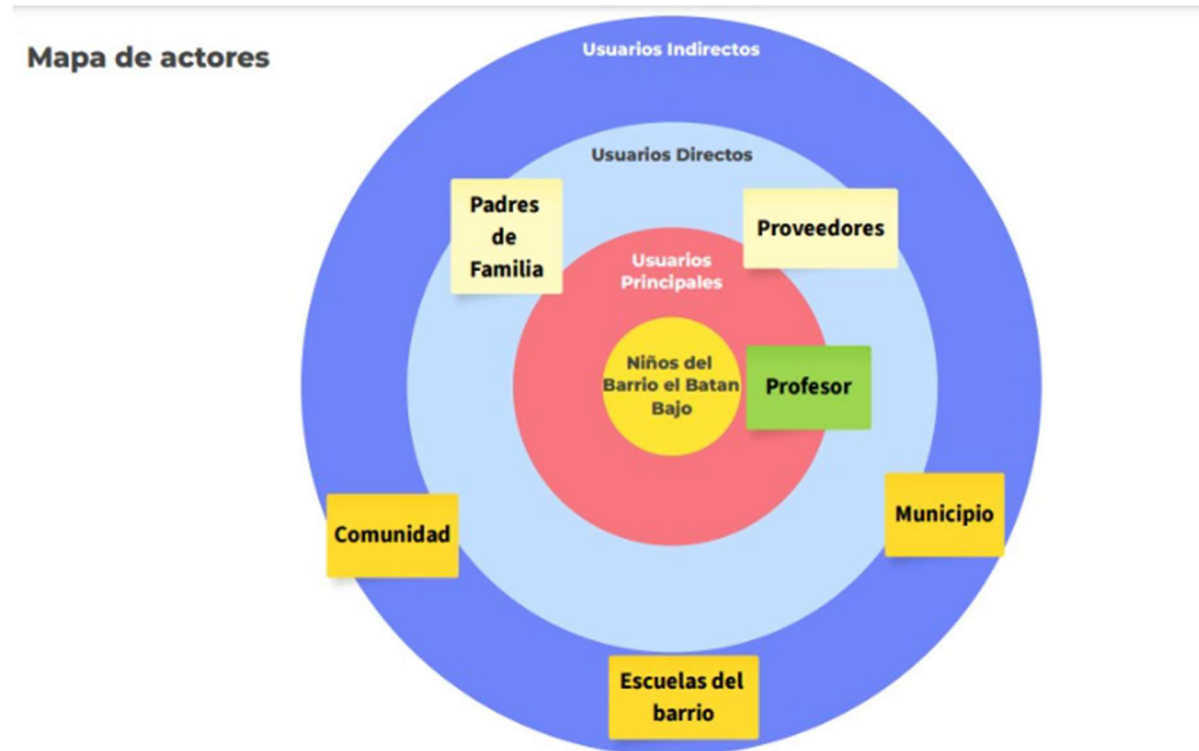 Mapa de actores
Usuarios Indirectos
Usuarios Directos
Padres
de
Familia
Proveedores
Usuarios
Principales
Niños del
Barrio el Batan
Bajo
Profesor
Comunidad
Municipio
Escuelas del
barrio